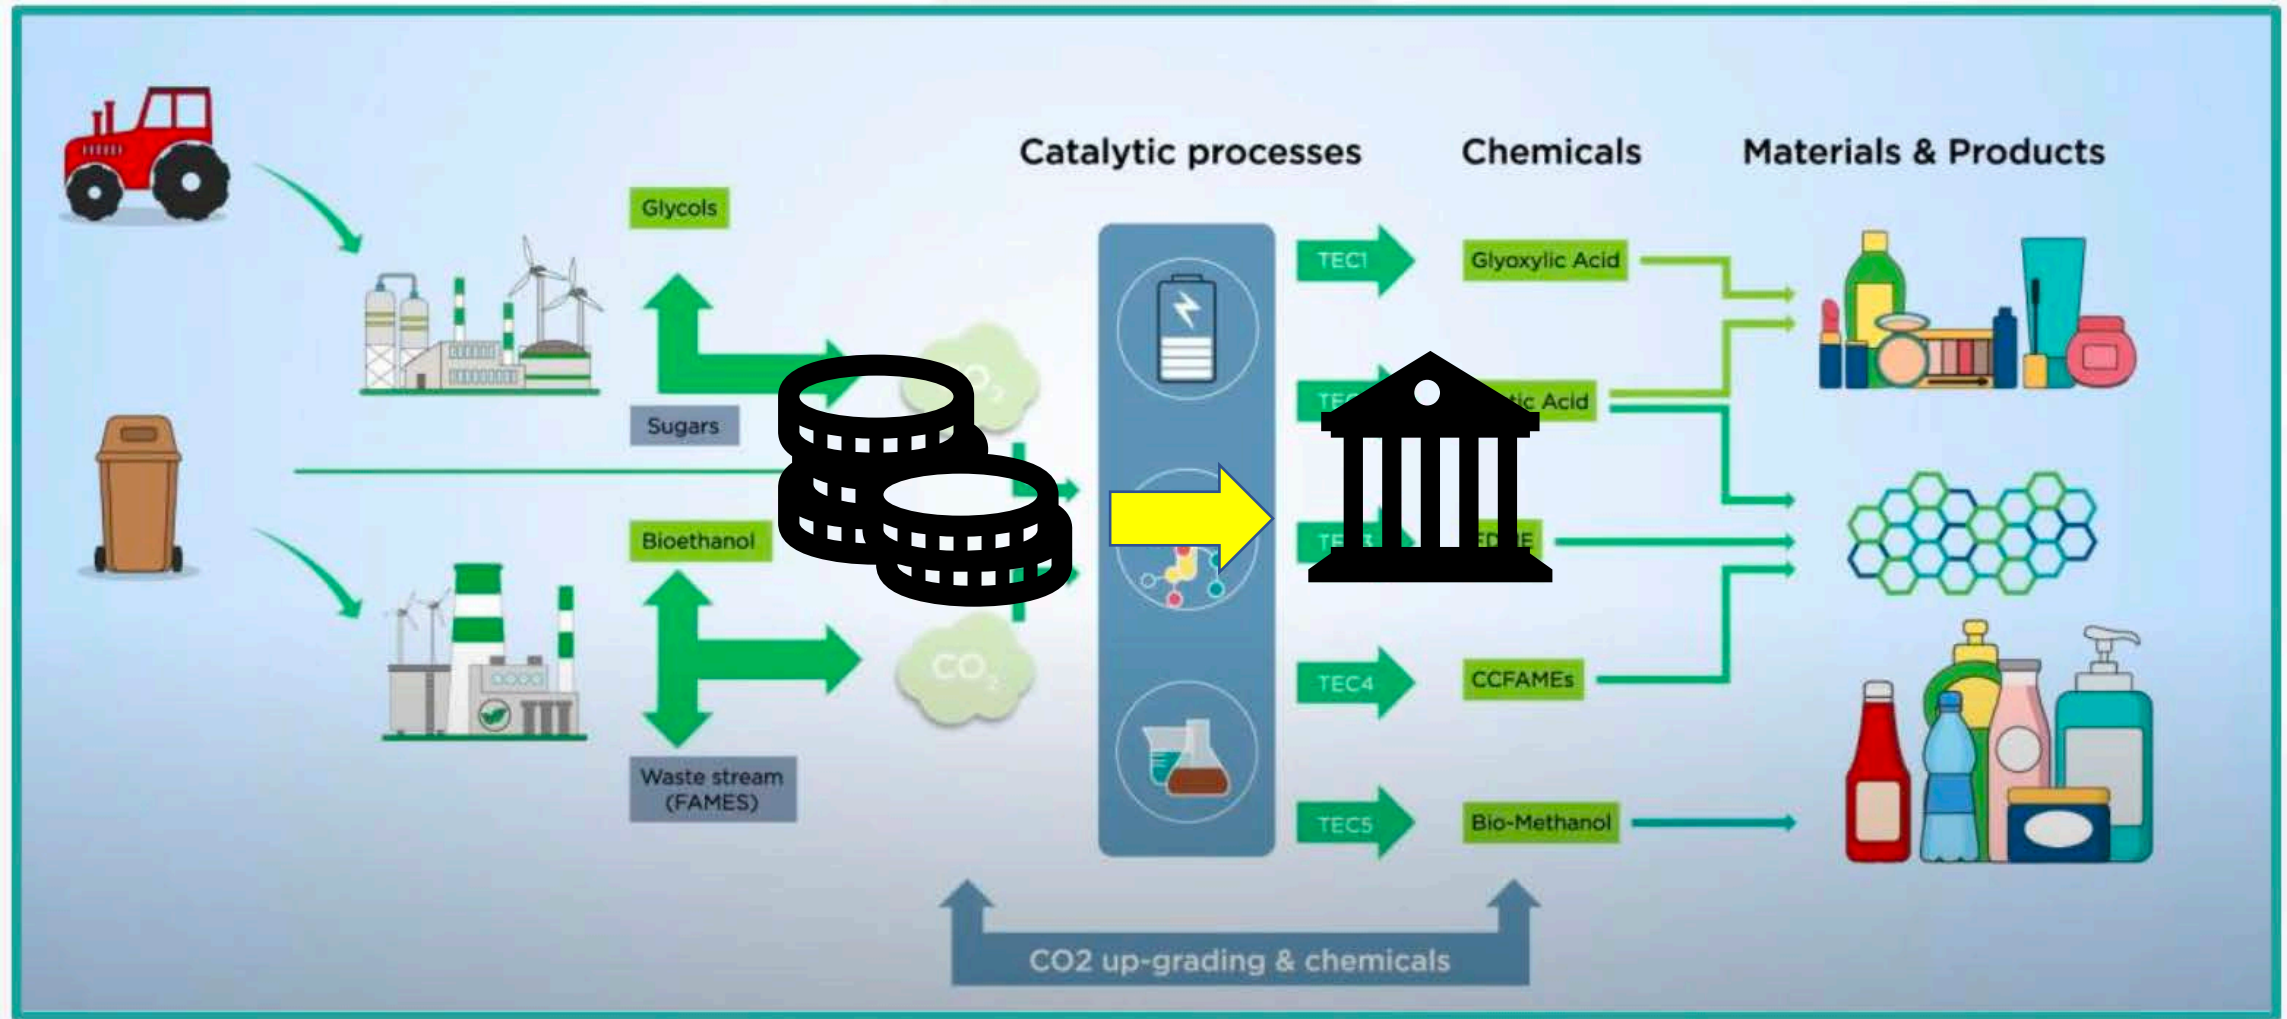 Catalytic processes
Chemicals
Materials & Products
Glycols
TEC1
Glyoxylic Acid
Acid
Sugars
Bioethanol
CO2
TEC4
CCFAMEs
Waste stream
(FAMES)
TEC5
Bio-Methanol
CO2 up-grading & chemicals